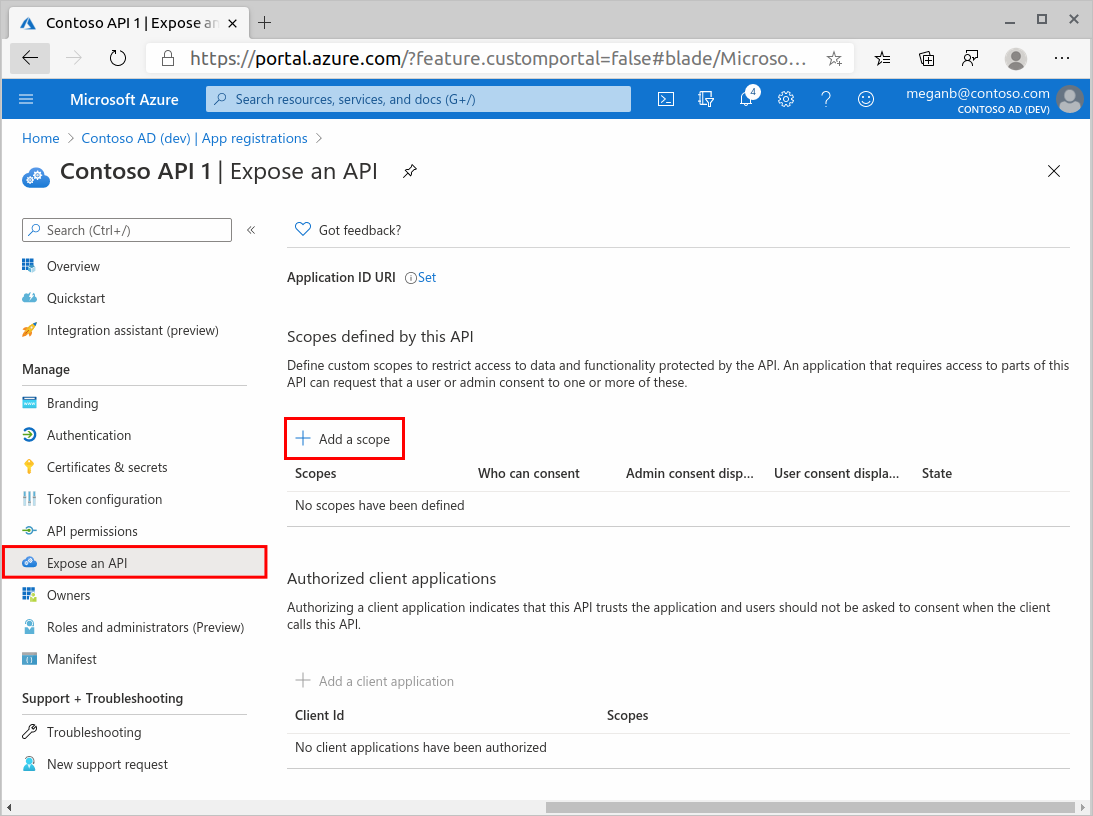 Contoso API 1 | Expose an
https://portal.azure.com/?feature.customportal=false#blade/Microso...
Microsoft Azure
Search resources, services, and docs (G+/)
4
meganb@contoso.com
CONTOSO AD (DEV)
Home > Contoso AD (dev) | App registrations >
Contoso API 1 | Expose an API
Search (Ctrl+/)
«
Overview
Quickstart
Integration assistant (preview)
Manage
Branding
Authentication
Certificates & secrets
Token configuration
API permissions
Expose an API
Owners
Roles and administrators (Preview)
Manifest
Support + Troubleshooting
Troubleshooting
New support request
Got feedback?
Application ID URI Set
Scopes defined by this API
Define custom scopes to restrict access to data and functionality protected by the API. An application that requires access to parts of this
API can request that a user or admin consent to one or more of these.
+ Add a scope
Scopes Who can consent Admin consent disp... User consent displa... State
No scopes have been defined
Authorized client applications
Authorizing a client application indicates that this API trusts the application and users should not be asked to consent when the client
calls this API.
+ Add a client application
Client Id Scopes
No client applications have been authorized